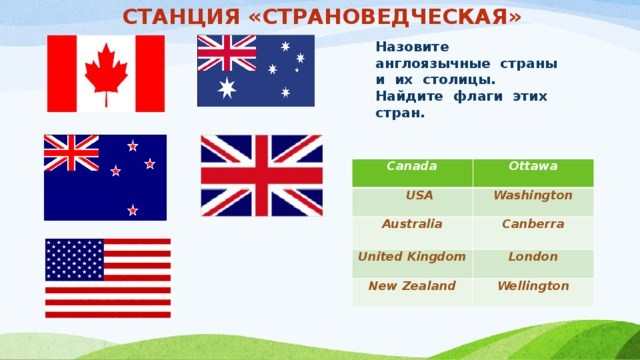 СТАНЦИЯ «СТРАНОВЕДЧЕСКАЯ»
Назовите
англоязычные страны
и их столицы.
Найдите флаги этих
стран.
Canada Ottawa
USA Washington
Australia Canberra
United Kingdom London
New Zealand Wellington